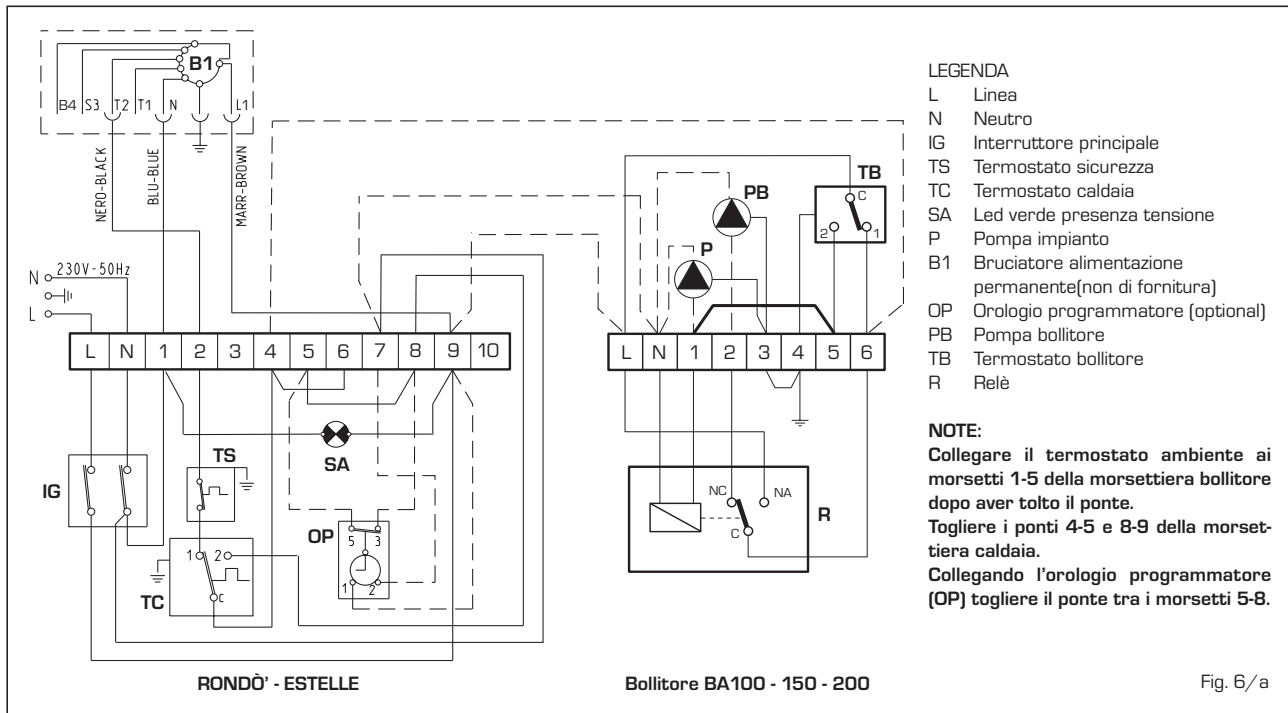 B1
B4 S3 T2 T1 N L1
NERO-BLACK
BLU-BLUE
MARR-BROWN
N 230V-50Hz
L
L N 1 2 3 4 5 6 7 8 9 10
IG
TS
TC
1 2
C
SA
OP
5 3
1 2
RONDÒ' - ESTELLE
PB
P
TB
C
2 1
L N 1 2 3 4 5 6
NC NA
C
R
Bollitore BA100 - 150 - 200
LEGENDA
L Linea
N Neutro
IG Interruttore principale
TS Termostato sicurezza
TC Termostato caldaia
SA Led verde presenza tensione
P Pompa impianto
B1 Bruciatore alimentazione
permanente(non di fornitura)
OP Orologio programmatore (optional)
PB Pompa bollitore
TB Termostato bollitore
R Relè
NOTE:
Collegare il termostato ambiente ai
morsetti 1-5 della morsettiera bollitore
dopo aver tolto il ponte.
Togliere i ponti 4-5 e 8-9 della morset-
tiera caldaia.
Collegando l'orologio programmatore
(OP) togliere il ponte tra i morsetti 5-8.
Fig. 6/a